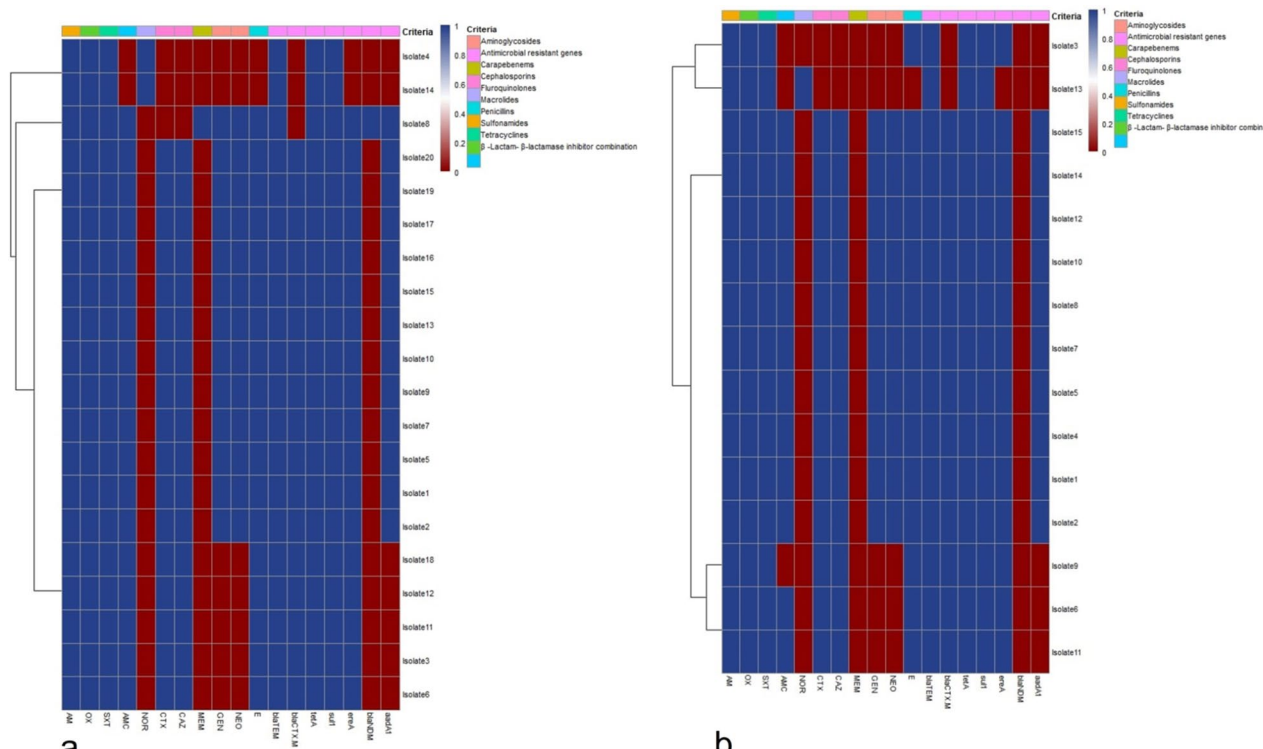 Criteria
Isolate4
Isolate14
Isolate8
Isolate20
Isolate19
Isolate17
Isolate16
Isolate15
Isolate13
Isolate10
Isolate9
Isolate7
Isolate5
Isolate1
Isolate2
Isolate18
Isolate12
Isolate11
Isolate3
Isolate6
AM
OX
SXT
AMC
NOR
CTX
CAZ
MEM
GEN
NEO
E
blaTEM
blaCTX.M
tetA
sul1
ereA
blaNDM
aadA1
1
0.8
0.6
0.4
0.2
0
Criteria
Aminoglycosides
Antimicrobial resistant genes
Carapebenems
Cephalosporins
Fluroquinolones
Macrolides
Penicillins
Sulfonamides
Tetracyclines
β -Lactam- β-lactamase inhibitor combination
a
Criteria
Isolate3
Isolate13
Isolate15
Isolate14
Isolate12
Isolate10
Isolate8
Isolate7
Isolate5
Isolate4
Isolate1
Isolate2
Isolate9
Isolate6
Isolate11
AM
OX
SXT
AMC
NOR
CTX
CAZ
MEM
GEN
NEO
E
blaTEM
blaCTX.M
tetA
sul1
ereA
blaNDM
aadA1
1
0.8
0.6
0.4
0.2
0
Criteria
Aminoglycosides
Antimicrobial resistant genes
Carapebenems
Cephalosporins
Fluroquinolones
Macrolides
Penicillins
Sulfonamides
Tetracyclines
β -Lactam- β-lactamase inhibitor combin
b